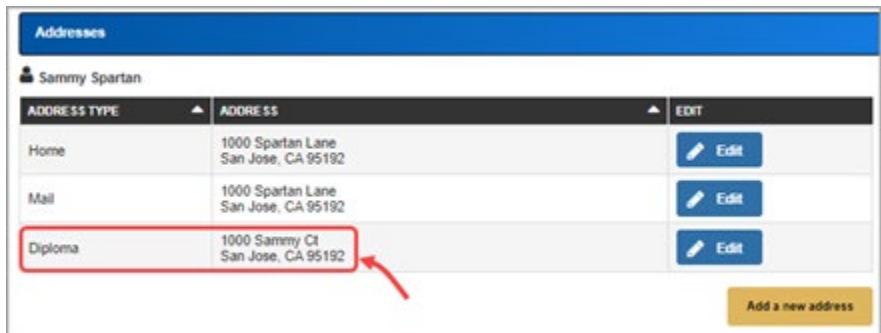 Addresses
Sammy Spartan
ADDRESS TYPE ADDRESS EDIT
Home 1000 Spartan Lane Edit
San Jose, CA 95192
Mail 1000 Spartan Lane Edit
San Jose, CA 95192
Diploma 1000 Sammy Ct Edit
San Jose, CA 95192
Add a new address